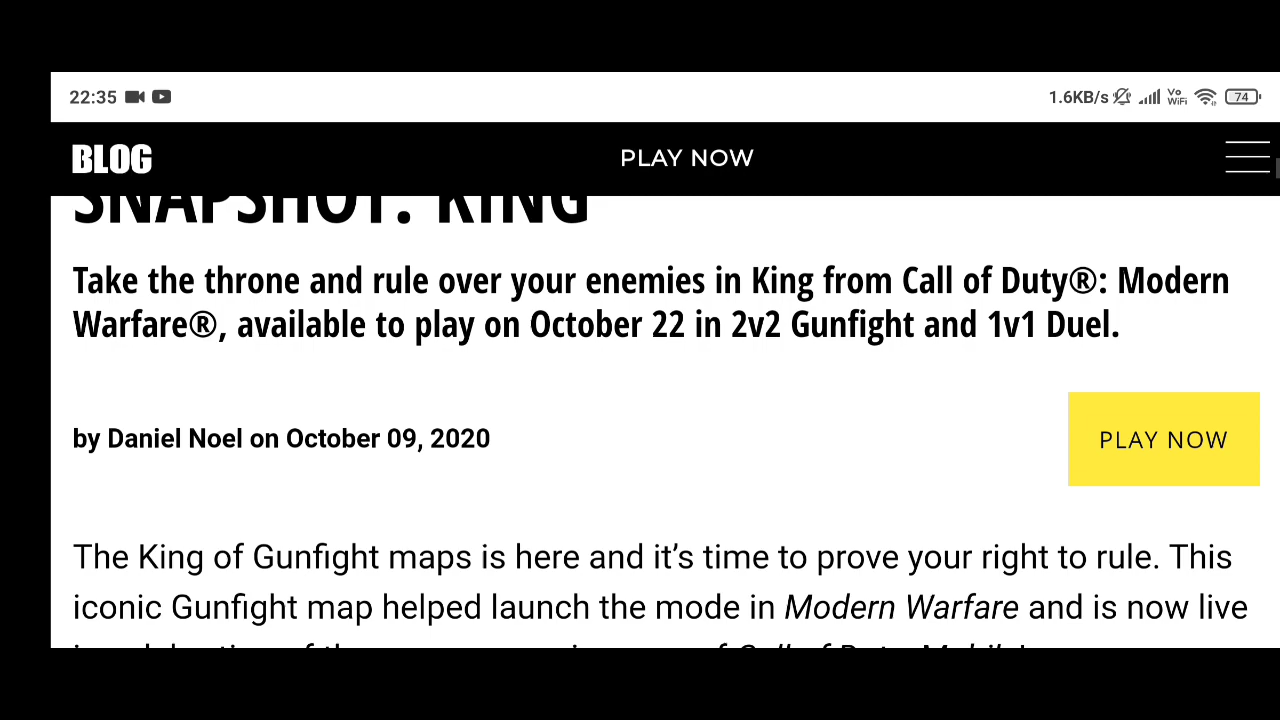 22:35
1.6KB/s Vo WiFi 74
BLOG
PLAY NOW
SNAPSHOT: KING
Take the throne and rule over your enemies in King from Call of Duty®: Modern
Warfare®, available to play on October 22 in 2v2 Gunfight and 1v1 Duel.
by Daniel Noel on October 09, 2020
PLAY NOW
The King of Gunfight maps is here and it’s time to prove your right to rule. This
iconic Gunfight map helped launch the mode in Modern Warfare and is now live